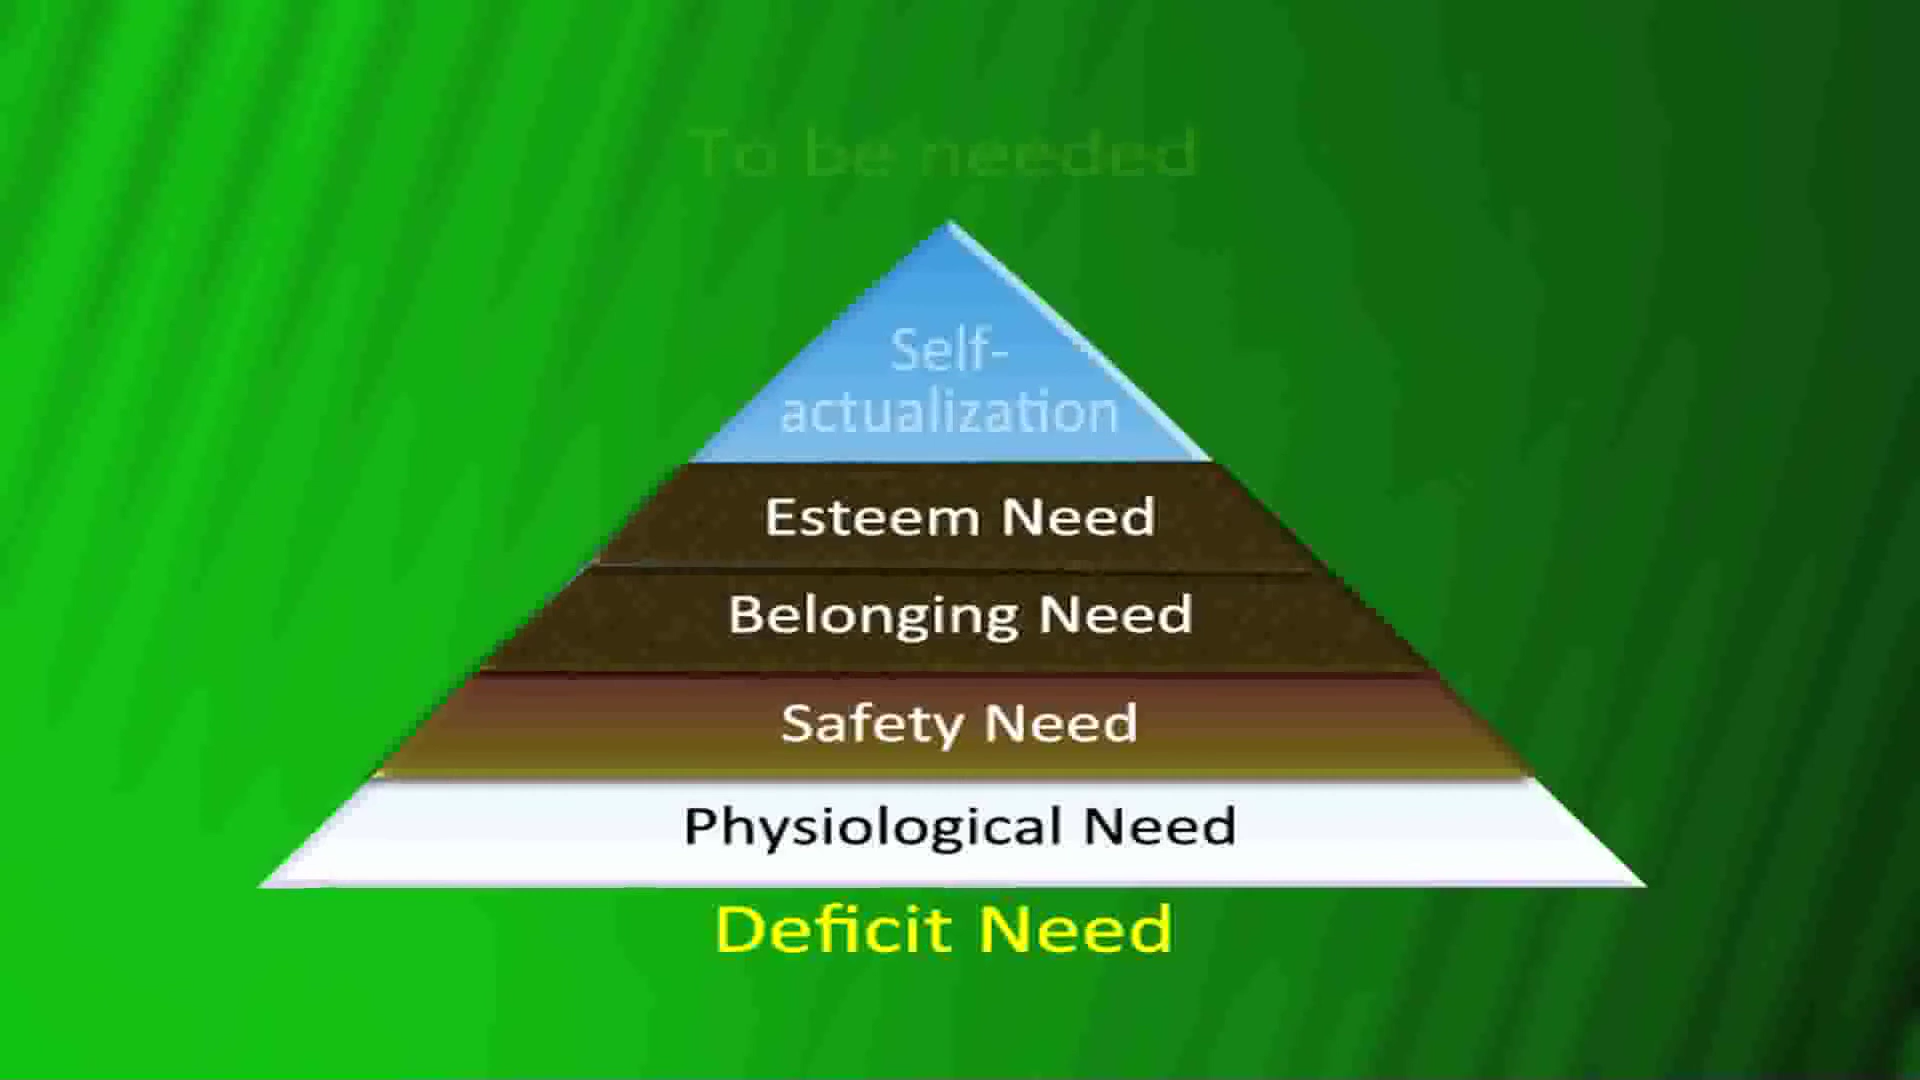 To be needed
Self-
actualization
Esteem Need
Belonging Need
Safety Need
Physiological Need
Deficit Need